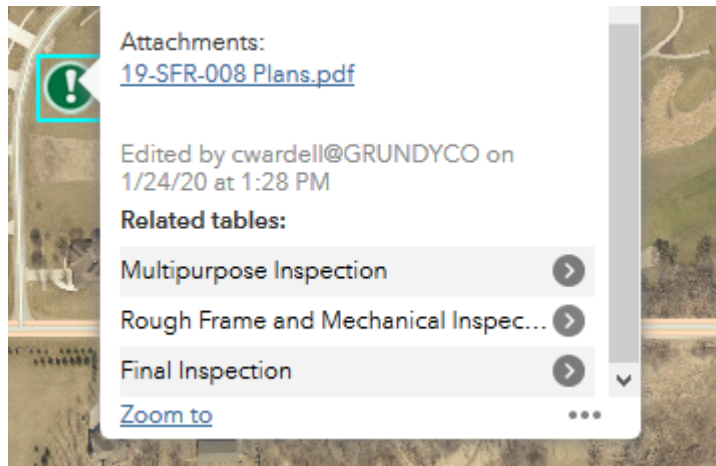 Attachments:
19-SFR-008 Plans.pdf
Edited by cwardell@GRUNDYCO on
1/24/20 at 1:28 PM
Related tables:
Multipurpose Inspection
Rough Frame and Mechanical Inspec...
Final Inspection
Zoom to